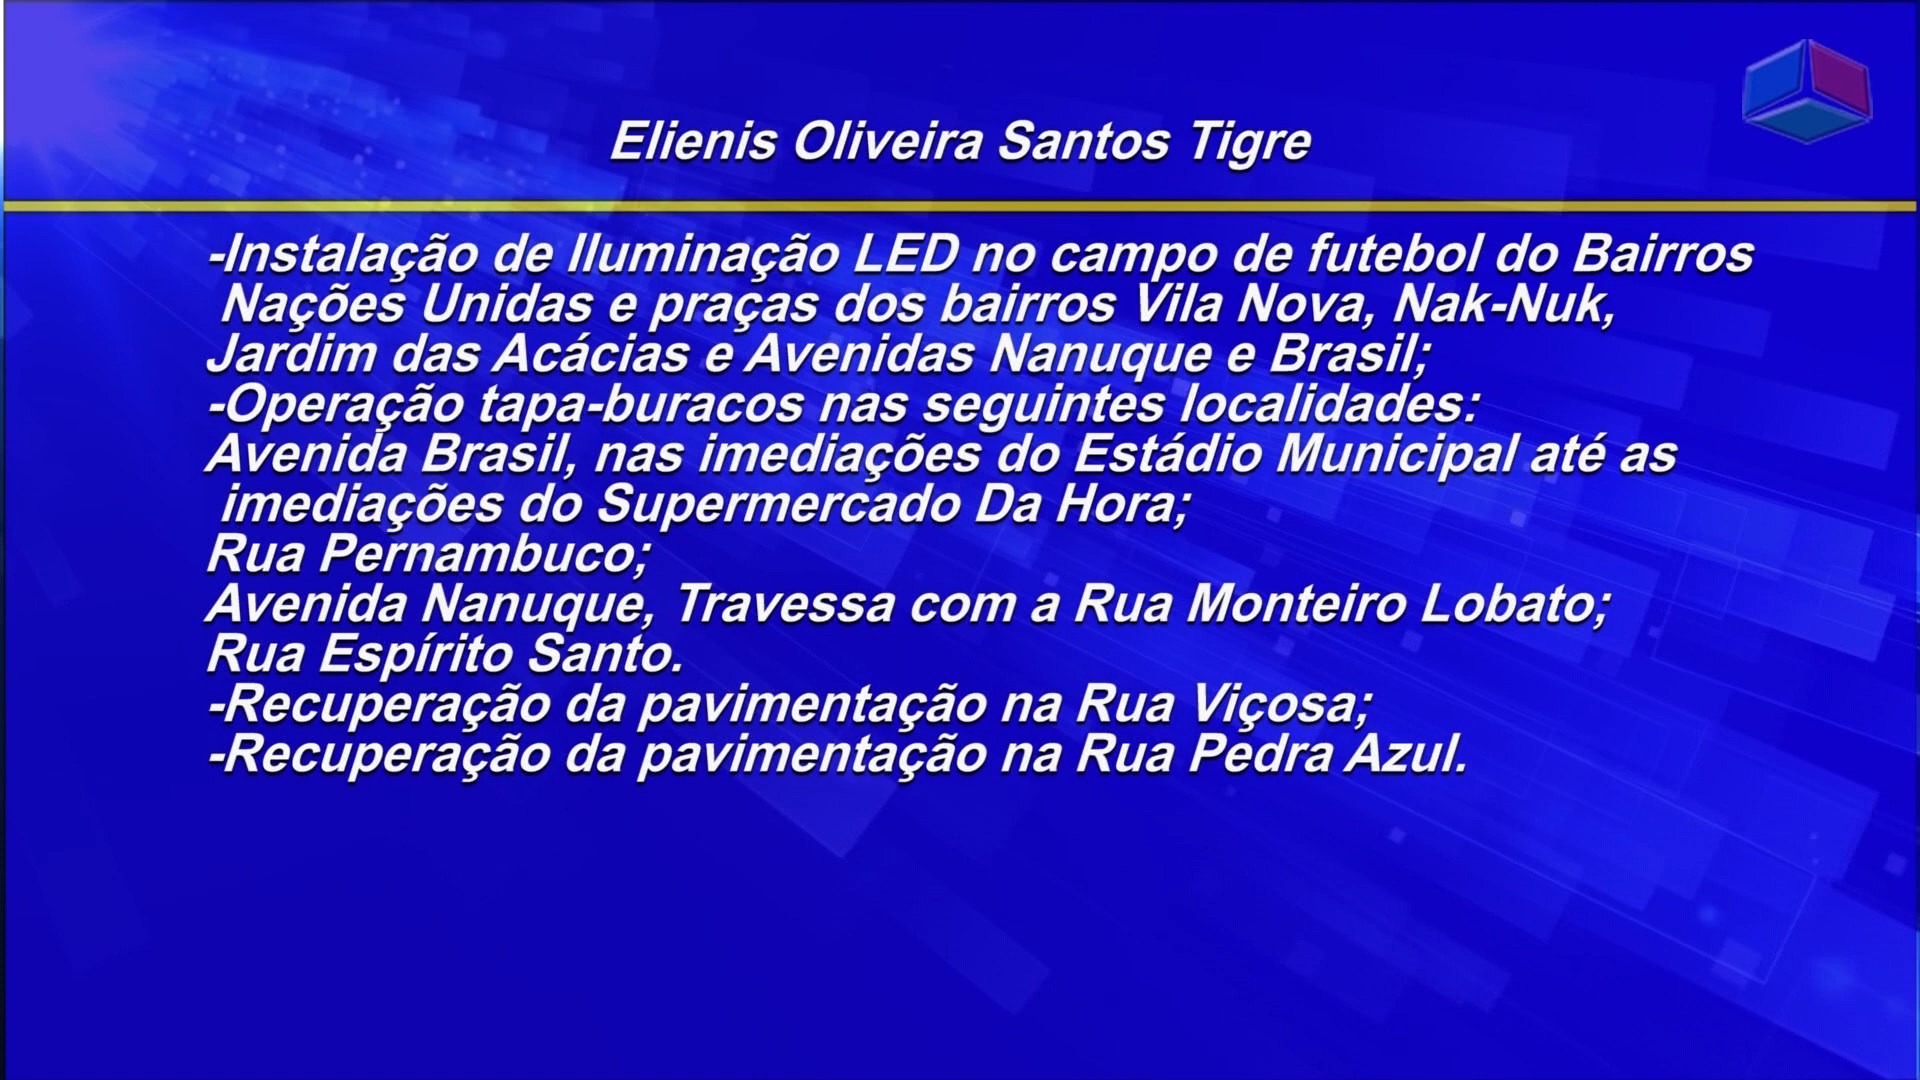 Elienis Oliveira Santos Tigre
-Instalação de Iluminação LED no campo de futebol do Bairros
Nações Unidas e praças dos bairros Vila Nova, Nak-Nuk,
Jardim das Acácias e Avenidas Nanuque e Brasil;
-Operação tapa-buracos nas seguintes localidades:
Avenida Brasil, nas imediações do Estádio Municipal até as
imediações do Supermercado Da Hora;
Rua Pernambuco;
Avenida Nanuque, Travessa com a Rua Monteiro Lobato;
Rua Espírito Santo.
-Recuperação da pavimentação na Rua Viçosa;
-Recuperação da pavimentação na Rua Pedra Azul.